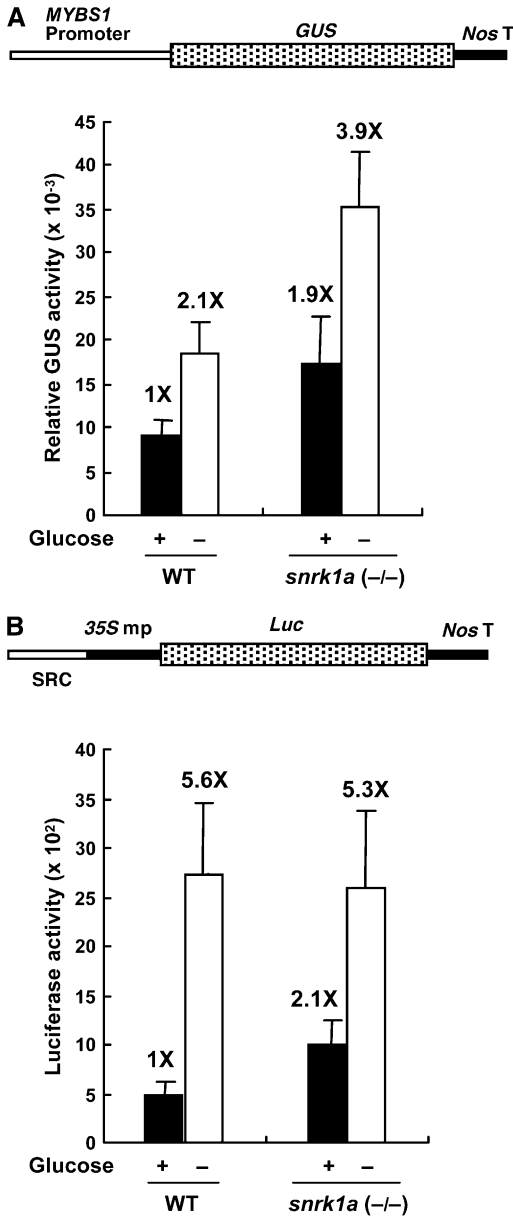 A
MYBS1
Promoter
GUS
Nos T
Relative GUS activity (x 10-3)
45
40
35
30
25
20
15
10
5
0
1X
2.1X
1.9X
3.9X
Glucose + – + –
WT snrk1a (–/–)
B
35S mp
Luc
Nos T
SRC
Luciferase activity (x 10²)
40
35
30
25
20
15
10
5
0
1X
5.6X
2.1X
5.3X
Glucose + – + –
WT snrk1a (–/–)